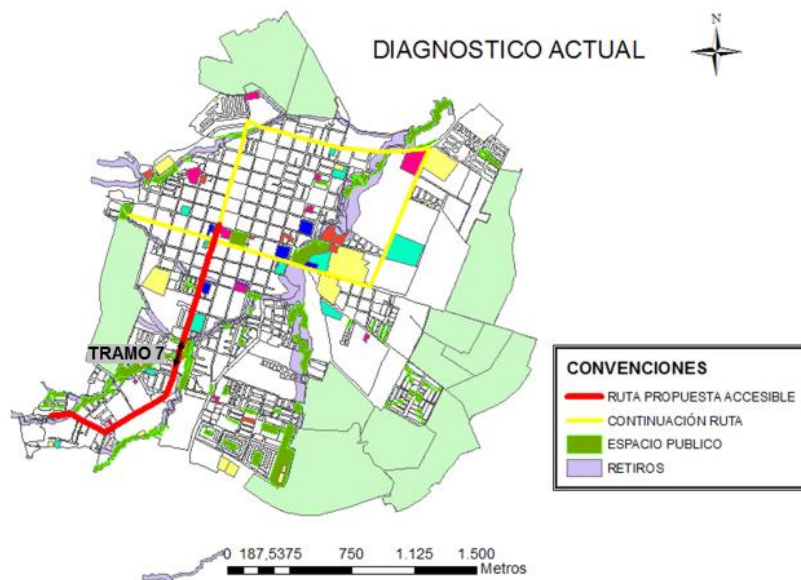 N
DIAGNOSTICO ACTUAL
TRAMO 7
CONVENCIONES
RUTA PROPUESTA ACCESIBLE
CONTINUACIÓN RUTA
ESPACIO PUBLICO
RETIROS
0 187,5375 750 1.125 1.500
Metros